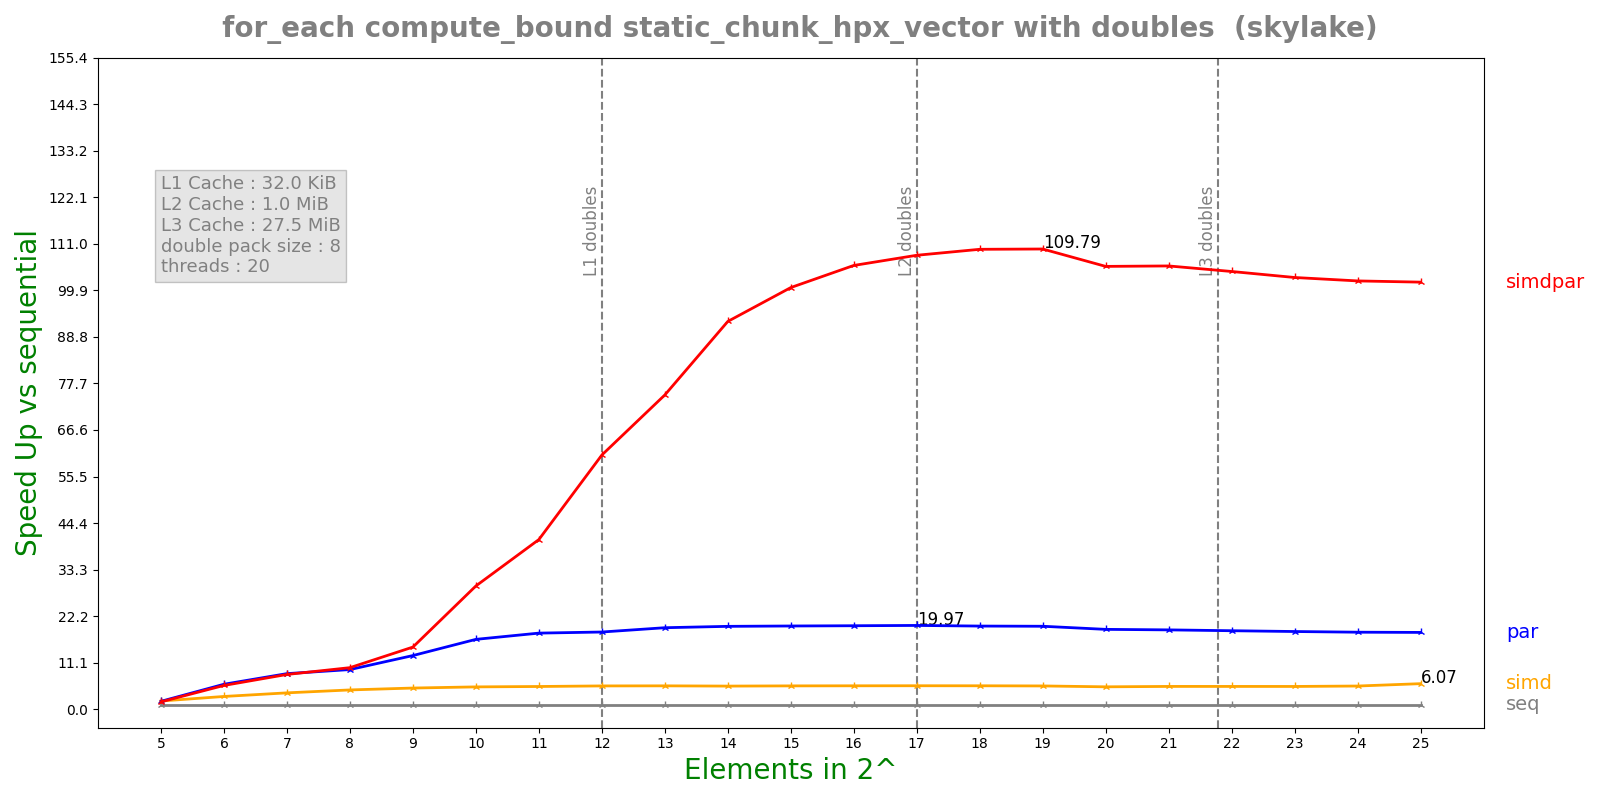 for_each compute_bound static_chunk_hpx_vector with doubles (skylake)
Speed Up vs sequential
155.4
144.3
133.2
122.1
111.0
99.9
88.8
77.7
66.6
55.5
44.4
33.3
22.2
11.1
0.0
L1 Cache : 32.0 KiB
L2 Cache : 1.0 MiB
L3 Cache : 27.5 MiB
double pack size : 8
threads : 20
L1 doubles
L2 doubles
L3 doubles
109.79
19.97
6.07
simdpar
par
simd
seq
5 6 7 8 9 10 11 12 13 14 15 16 17 18 19 20 21 22 23 24 25
Elements in 2^